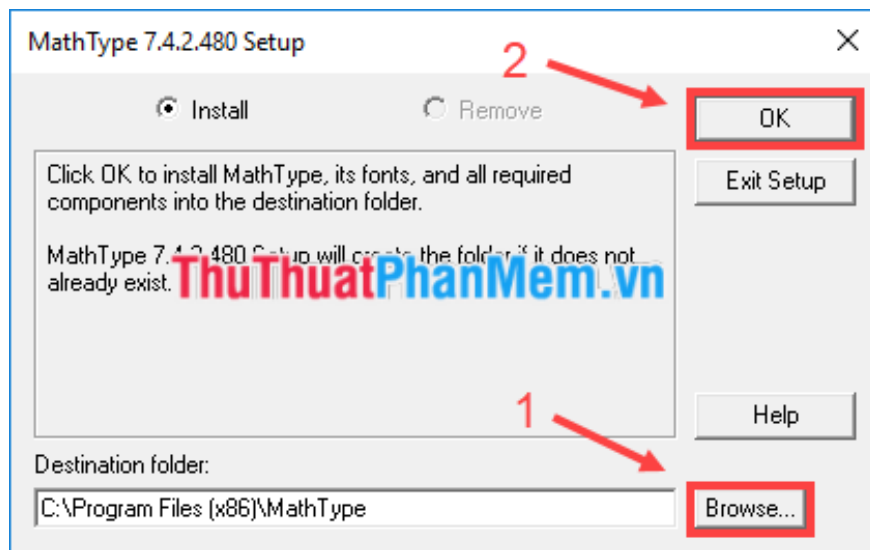 MathType 7.4.2.480 Setup
2
Install
Remove
OK
Click OK to install MathType, its fonts, and all required
components into the destination folder.
Exit Setup
MathType 7.4.2.480 Setup will create the folder if it does not
already exist.
ThuThuatPhanMem.vn
1
Help
Destination folder:
C:\Program Files (x86)\MathType
Browse...